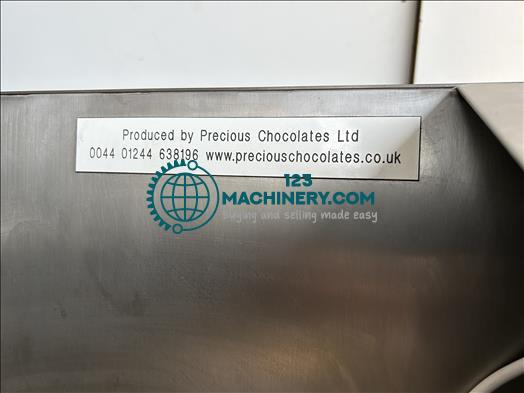 Produced by Precious Chocolates Ltd
0044 01244 638196 www.preciouschocolates.co.uk
123
MACHINERY.COM
buying and selling made easy